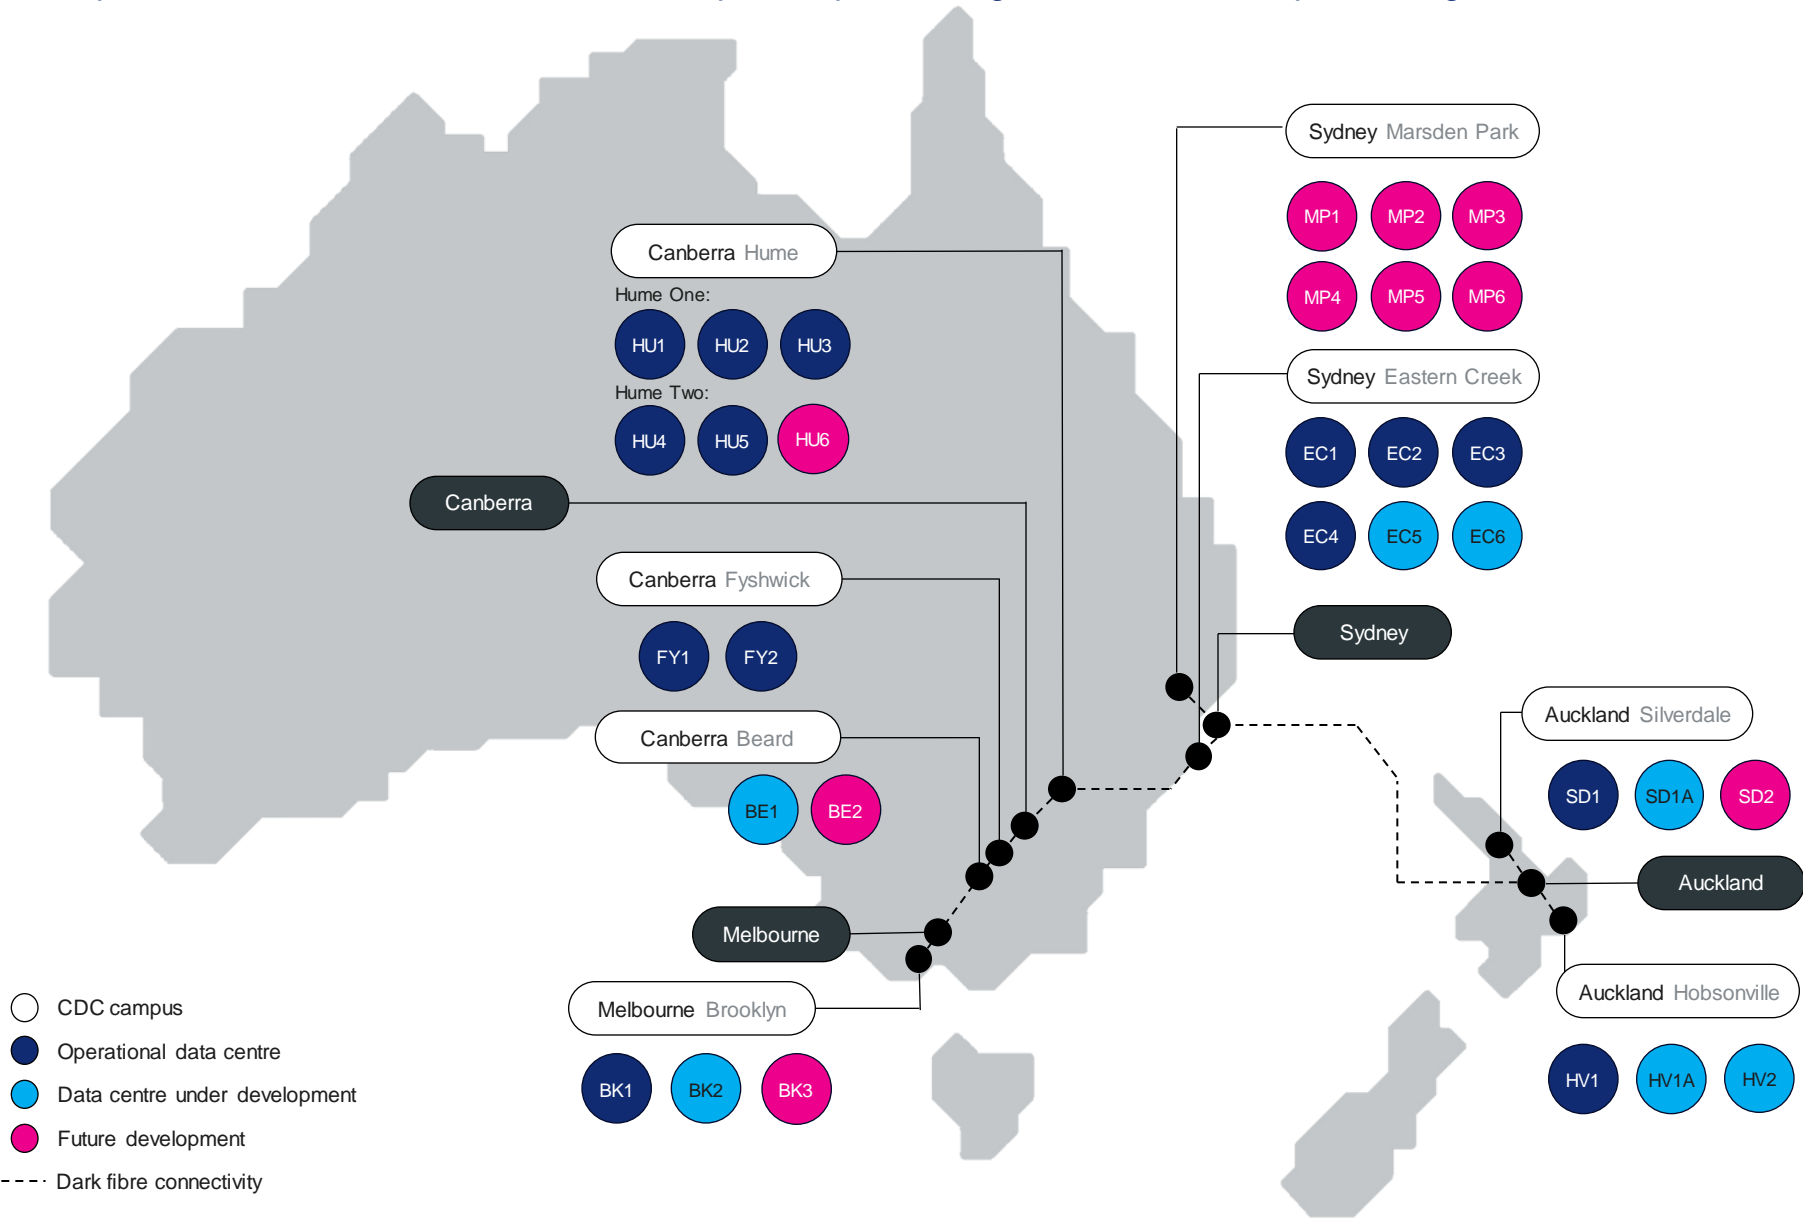 Sydney Marsden Park
MP1 MP2 MP3
MP4 MP5 MP6
Canberra Hume
Hume One:
HU1 HU2 HU3
Hume Two:
HU4 HU5 HU6
Sydney Eastern Creek
EC1 EC2 EC3
EC4 EC5 EC6
Canberra
Canberra Fyshwick
FY1 FY2
Sydney
Canberra Beard
BE1 BE2
Auckland Silverdale
SD1 SD1A SD2
Auckland
Melbourne
Melbourne Brooklyn
BK1 BK2 BK3
Auckland Hobsonville
HV1 HV1A HV2
CDC campus
Operational data centre
Data centre under development
Future development
Dark fibre connectivity